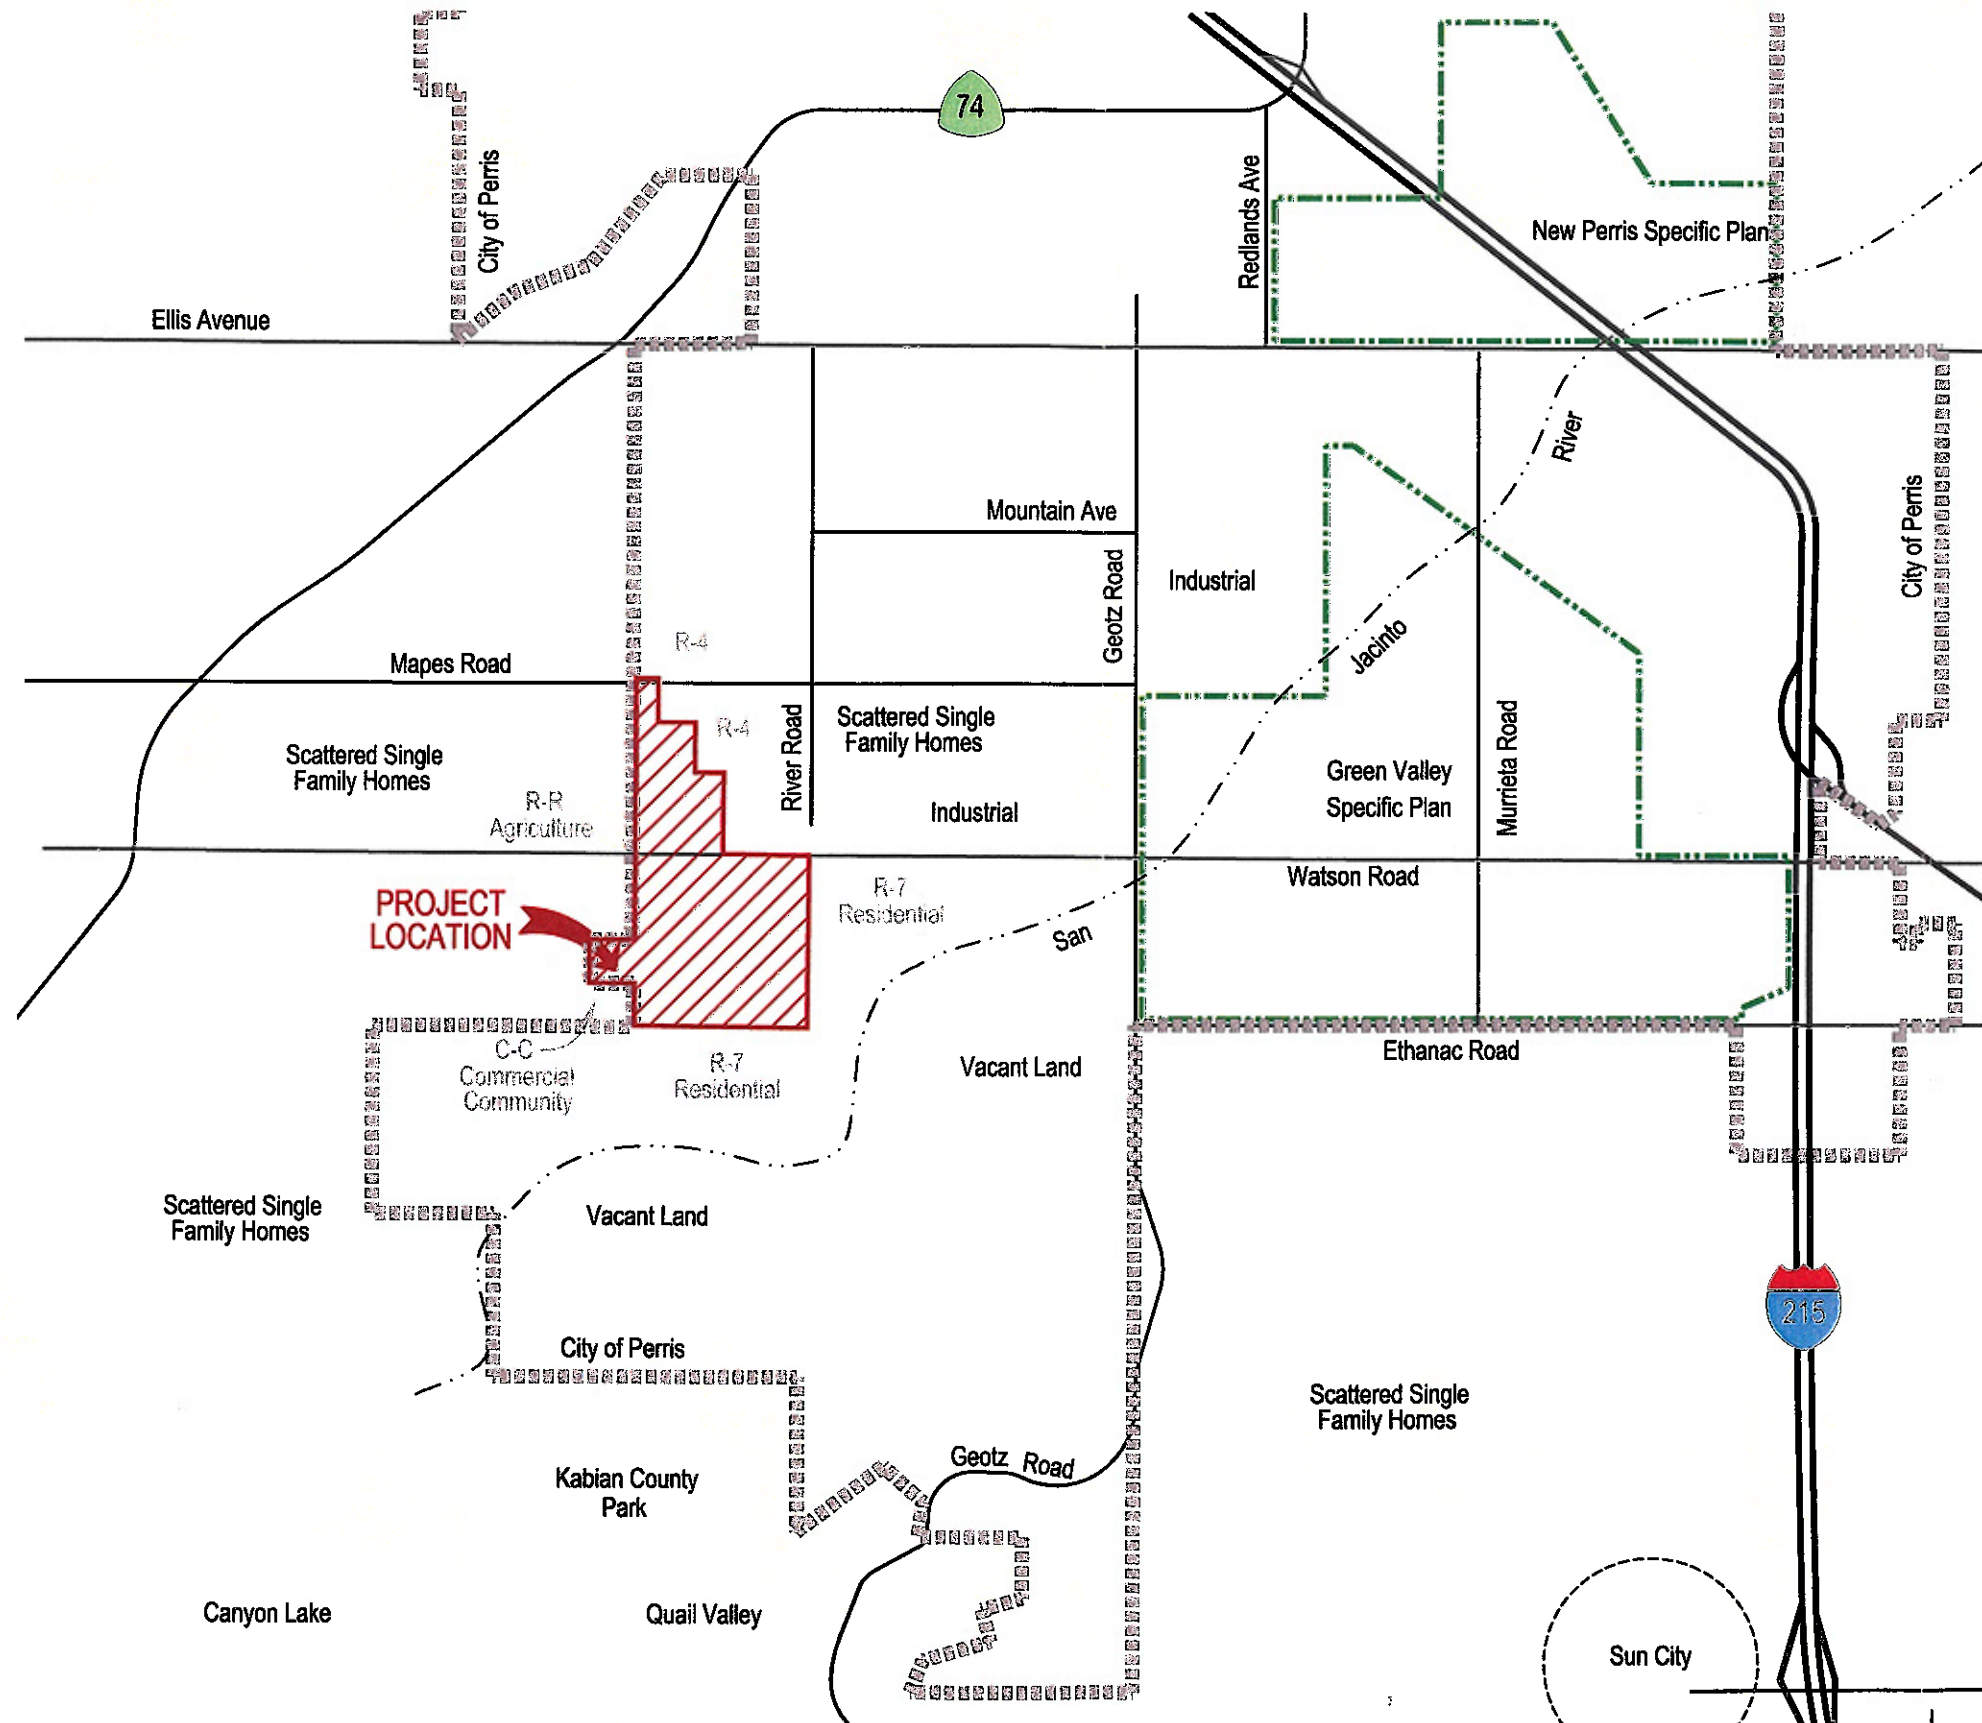 74
City of Perris
Redlands Ave
New Perris Specific Plan
Ellis Avenue
River
Mountain Ave
City of Perris
Geotz Road
Industrial
R-4
Jacinto
Mapes Road
River Road
Scattered Single
Family Homes
R-4
Murrieta Road
Scattered Single
Family Homes
Green Valley
Specific Plan
R-R
Agriculture
Industrial
Watson Road
R-7
Residential
PROJECT
LOCATION
San
C-C
Commercial
Community
R-7
Residential
Vacant Land
Ethanac Road
Scattered Single
Family Homes
Vacant Land
215
City of Perris
Scattered Single
Family Homes
Geotz Road
Kabian County
Park
Canyon Lake
Quail Valley
Sun City